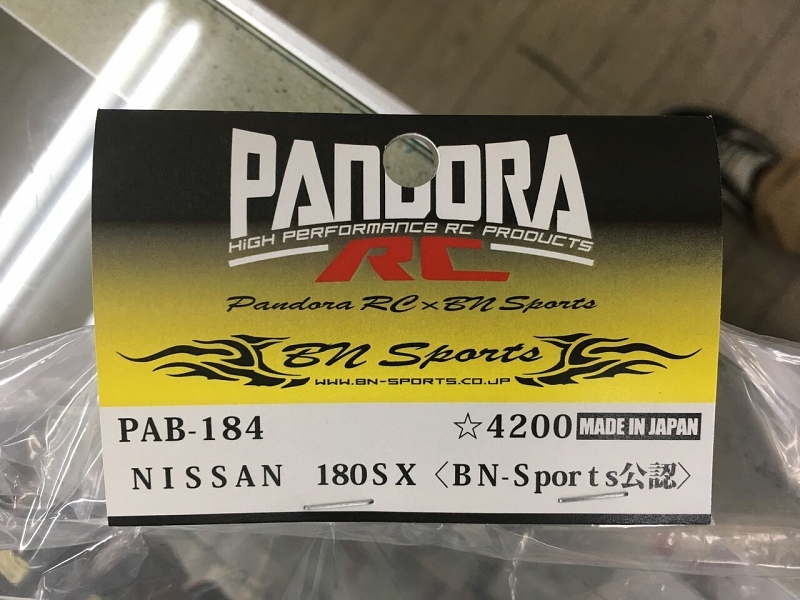 PANDORA
HIGH PERFORMANCE RC PRODUCTS
RC
Pandora RC×BN Sports
BN Sports
WWW.BN-SPORTS.CO.JP
PAB-184 ☆4200 MADE IN JAPAN
NISSAN 180SX〈BN-Sports公認〉